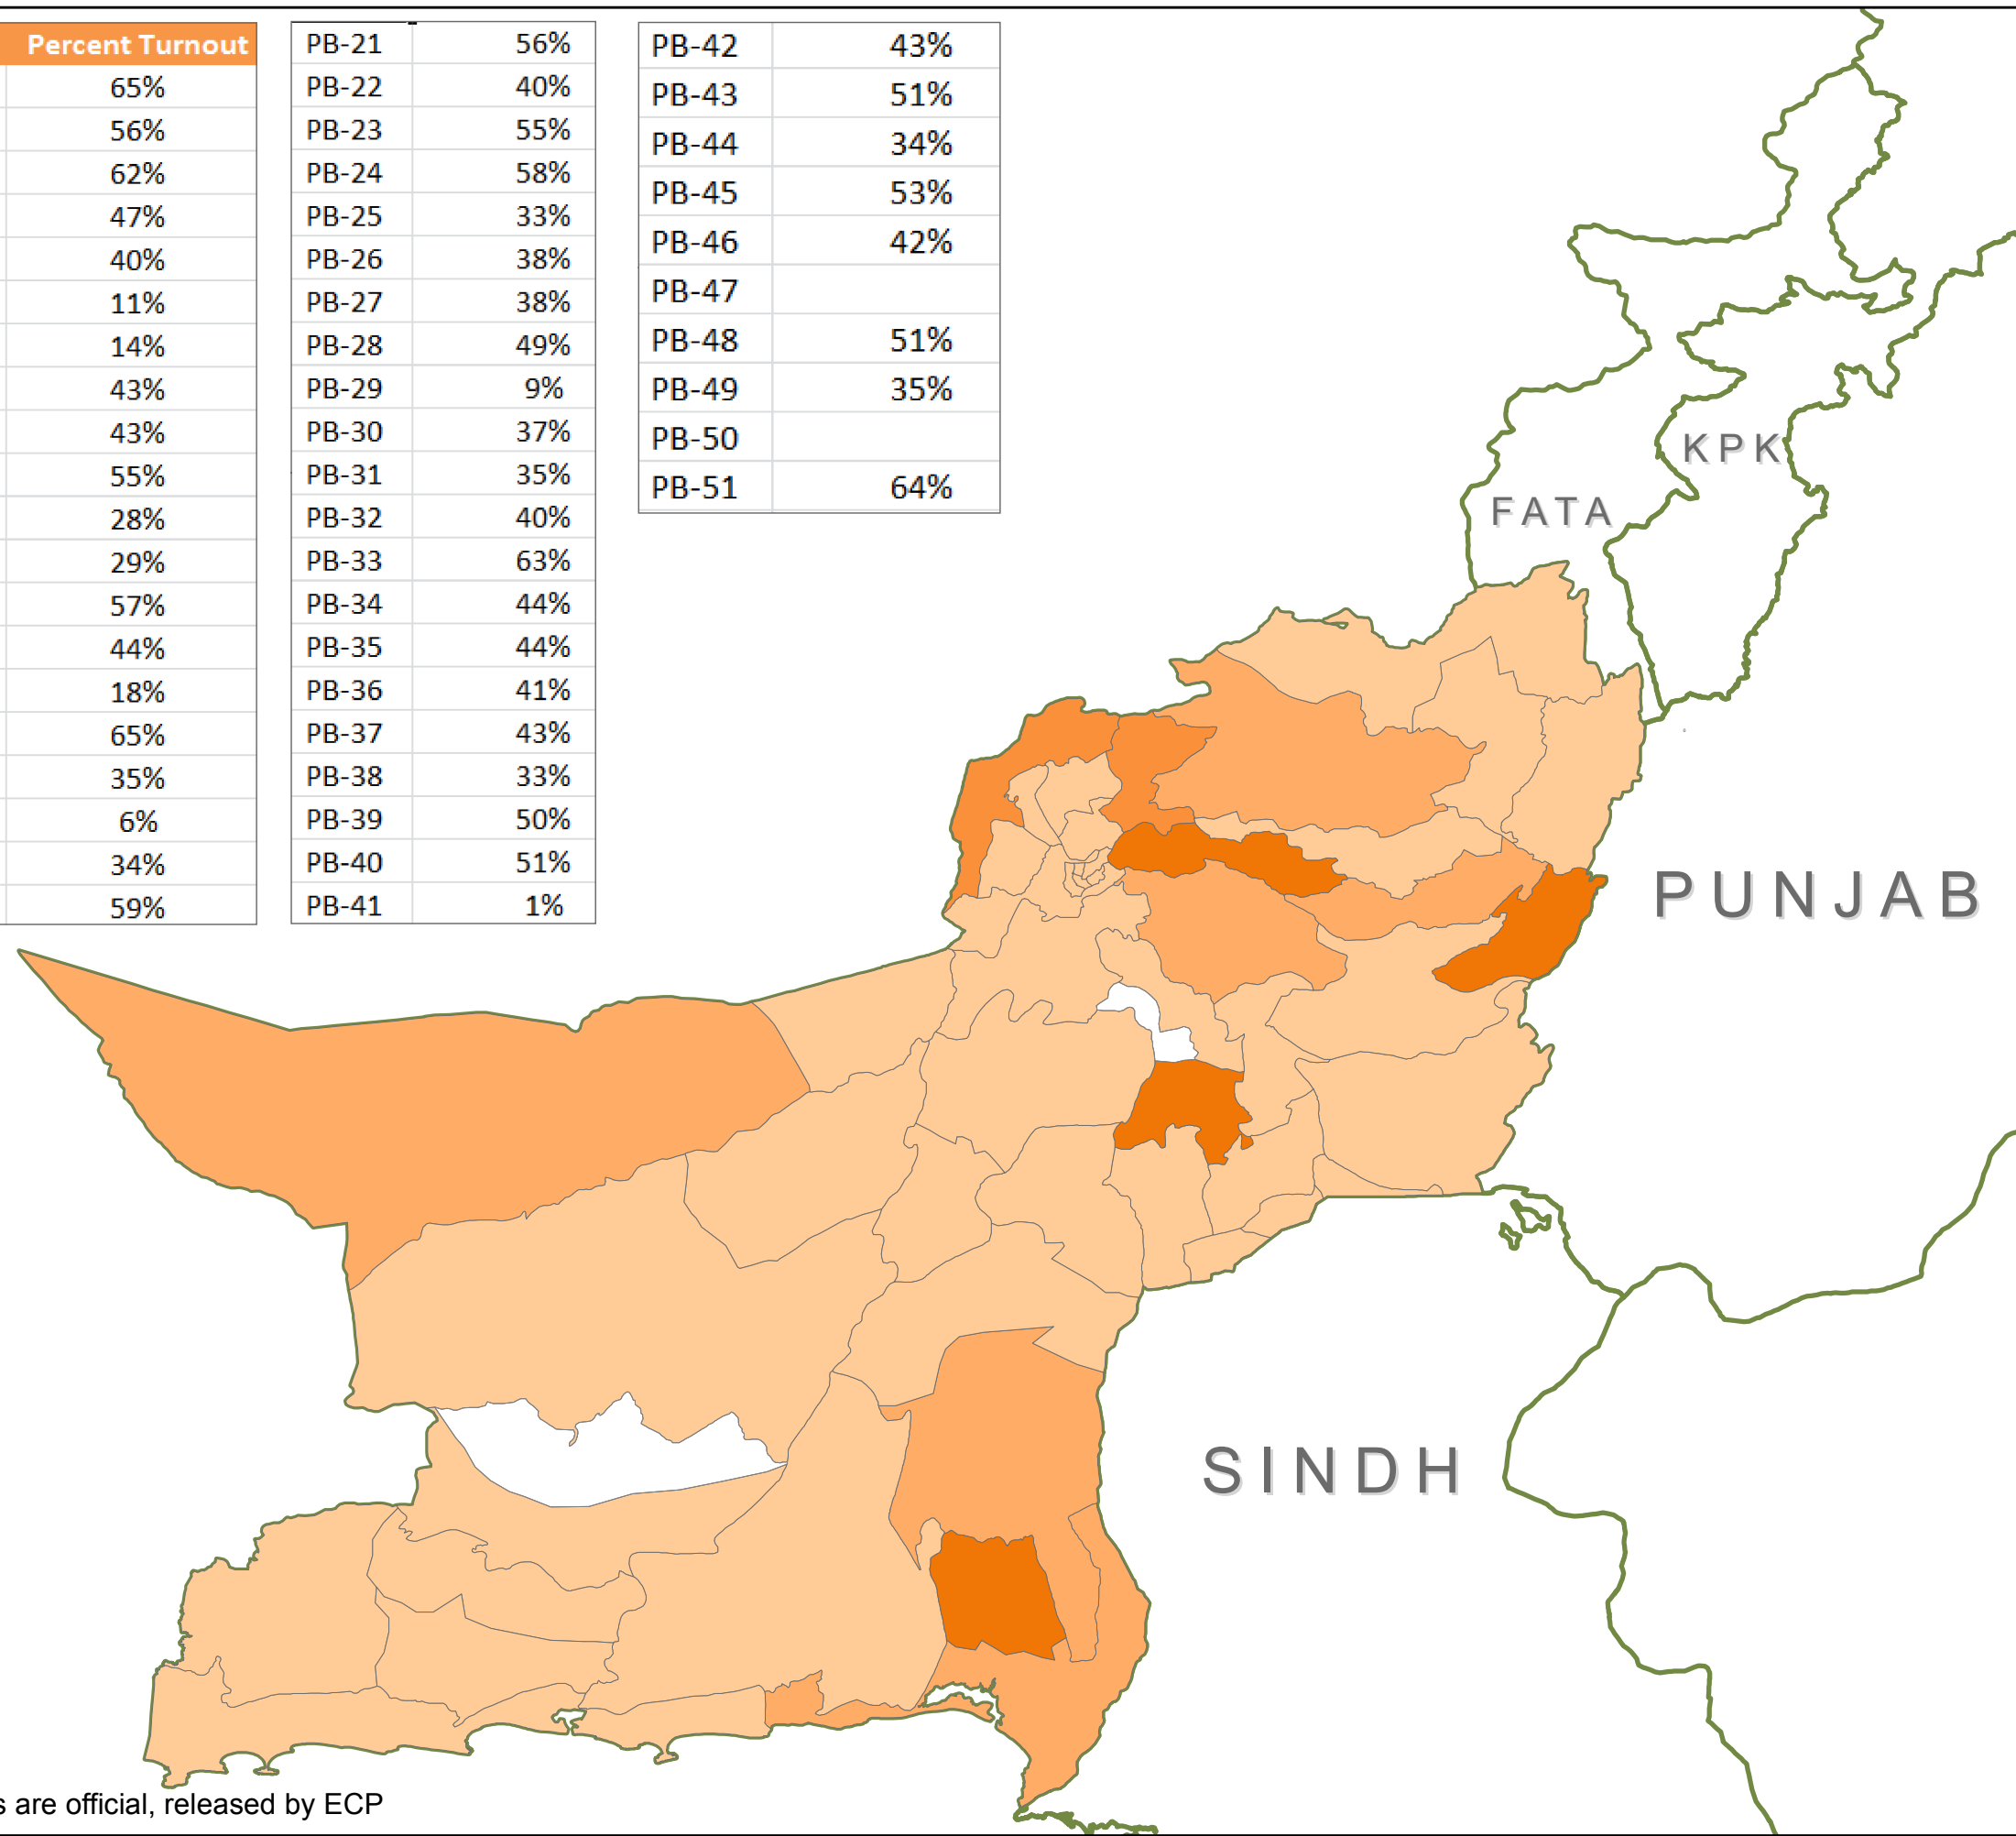 Percent Turnout
65%
56%
62%
47%
40%
11%
14%
43%
43%
55%
28%
29%
57%
44%
18%
65%
35%
6%
34%
59%
PB-21 56%
PB-22 40%
PB-23 55%
PB-24 58%
PB-25 33%
PB-26 38%
PB-27 38%
PB-28 49%
PB-29 9%
PB-30 37%
PB-31 35%
PB-32 40%
PB-33 63%
PB-34 44%
PB-35 44%
PB-36 41%
PB-37 43%
PB-38 33%
PB-39 50%
PB-40 51%
PB-41 1%
PB-42 43%
PB-43 51%
PB-44 34%
PB-45 53%
PB-46 42%
PB-47
PB-48 51%
PB-49 35%
PB-50
PB-51 64%
KPK
FATA
PUNJAB
SINDH
s are official, released by ECP